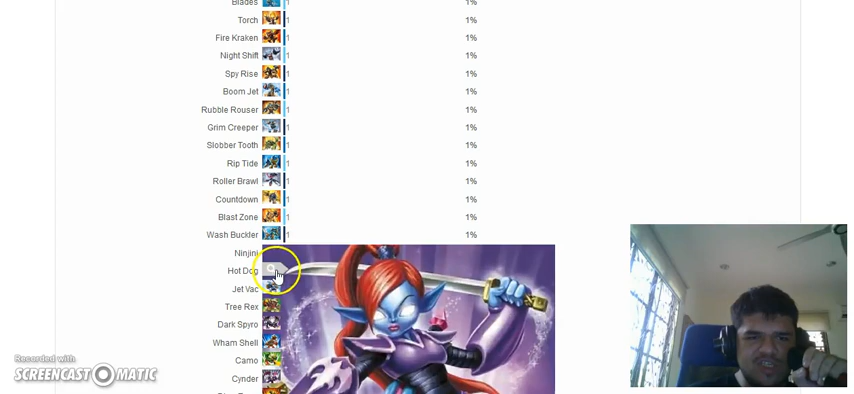 Blades 1 1%
Torch 1 1%
Fire Kraken 1 1%
Night Shift 1 1%
Spy Rise 1 1%
Boom Jet 1 1%
Rubble Rouser 1 1%
Grim Creeper 1 1%
Slobber Tooth 1 1%
Rip Tide 1 1%
Roller Brawl 1 1%
Countdown 1 1%
Blast Zone 1 1%
Wash Buckler 1 1%
Ninjini
Hot Dog
Jet Vac
Tree Rex
Dark Spyro
Wham Shell
Camo
Cynder
Recorded with
SCREENCAST MATIC